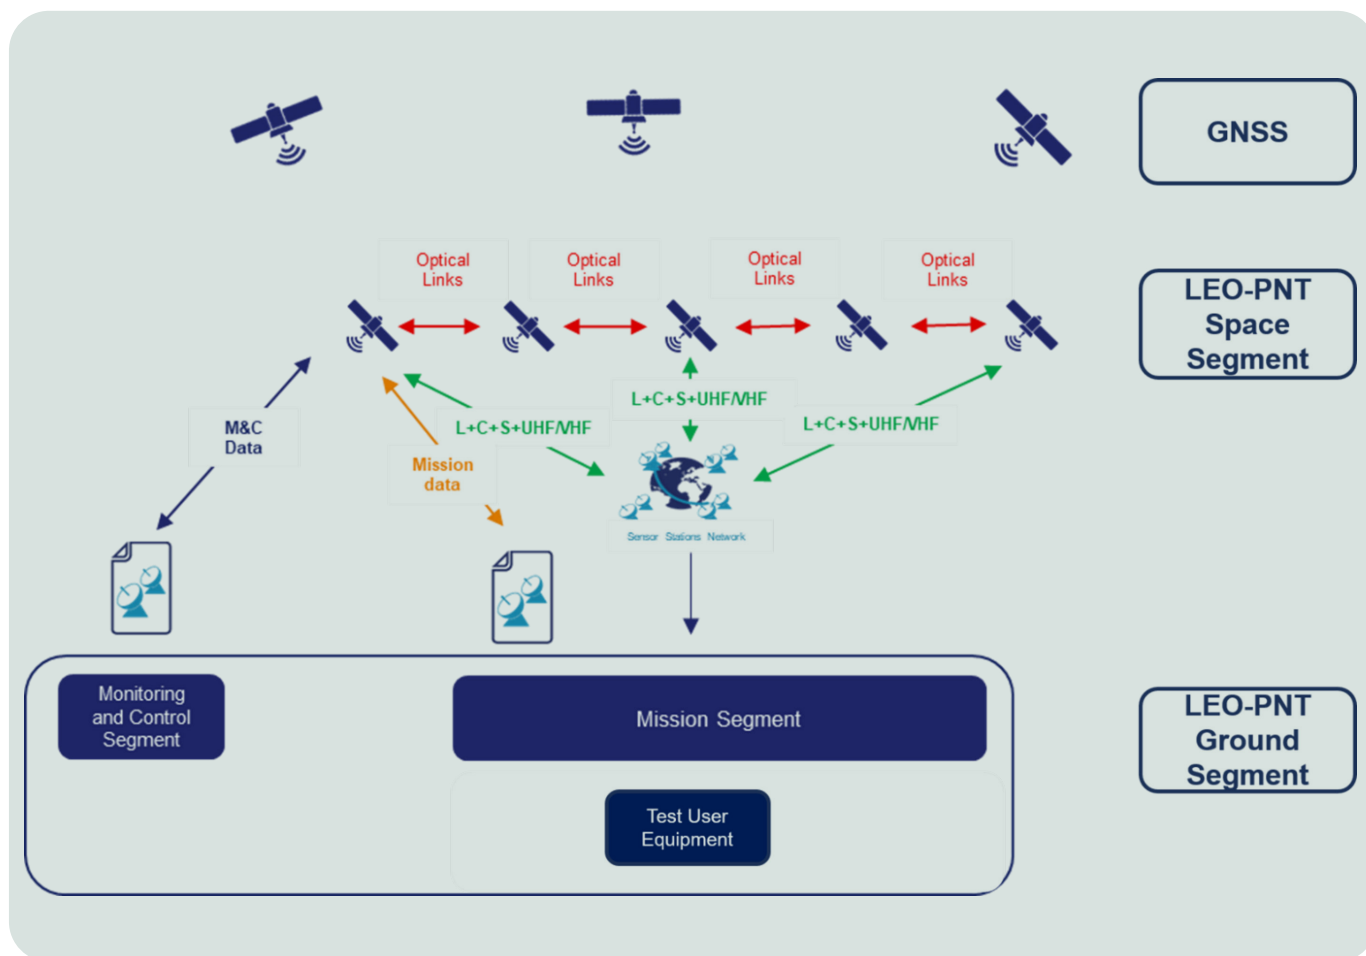 GNSS
Optical
Links
Optical
Links
Optical
Links
Optical
Links
LEO-PNT
Space
Segment
M&C
Data
L+C+S+UHF/VHF
L+C+S+UHF/VHF
L+C+S+UHF/VHF
Mission
data
Sensor Stations Network
Monitoring
and Control
Segment
Mission Segment
Test User
Equipment
LEO-PNT
Ground
Segment